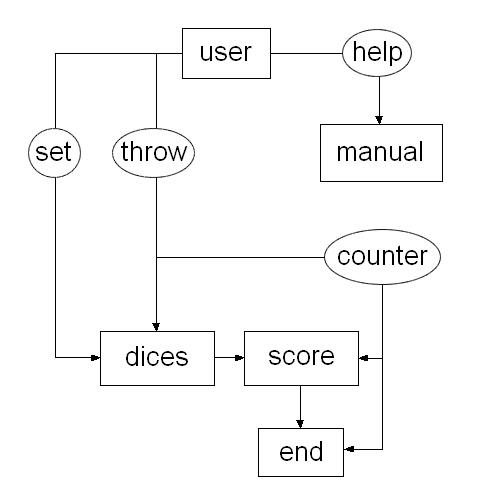 user
help
set
throw
manual
counter
dices
score
end